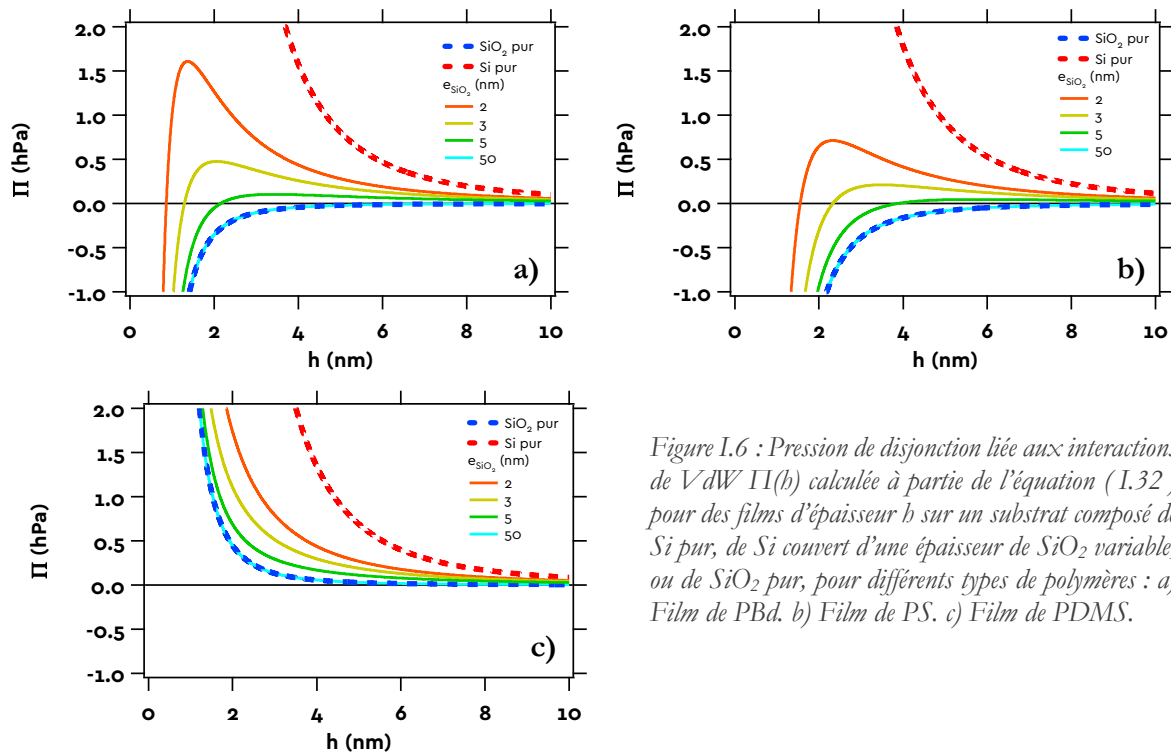 2.0
1.5
1.0
0.5
0.0
-0.5
-1.0
Π (hPa)
SiO2 pur
Si pur
eSiO2 (nm)
2
3
5
50
a)
0 2 4 6 8 10
h (nm)
2.0
1.5
1.0
0.5
0.0
-0.5
-1.0
Π (hPa)
SiO2 pur
Si pur
eSiO2 (nm)
2
3
5
50
b)
0 2 4 6 8 10
h (nm)
2.0
1.5
1.0
0.5
0.0
-0.5
-1.0
Π (hPa)
SiO2 pur
Si pur
eSiO2 (nm)
2
3
5
50
c)
0 2 4 6 8 10
h (nm)
Figure I.6 : Pression de disjonction liée aux interactions
de VdW Π(h) calculée à partie de l'équation ( I.32 )
pour des films d'épaisseur h sur un substrat composé de
Si pur, de Si couvert d'une épaisseur de SiO2 variable,
ou de SiO2 pur, pour différents types de polymères : a)
Film de PBd. b) Film de PS. c) Film de PDMS.